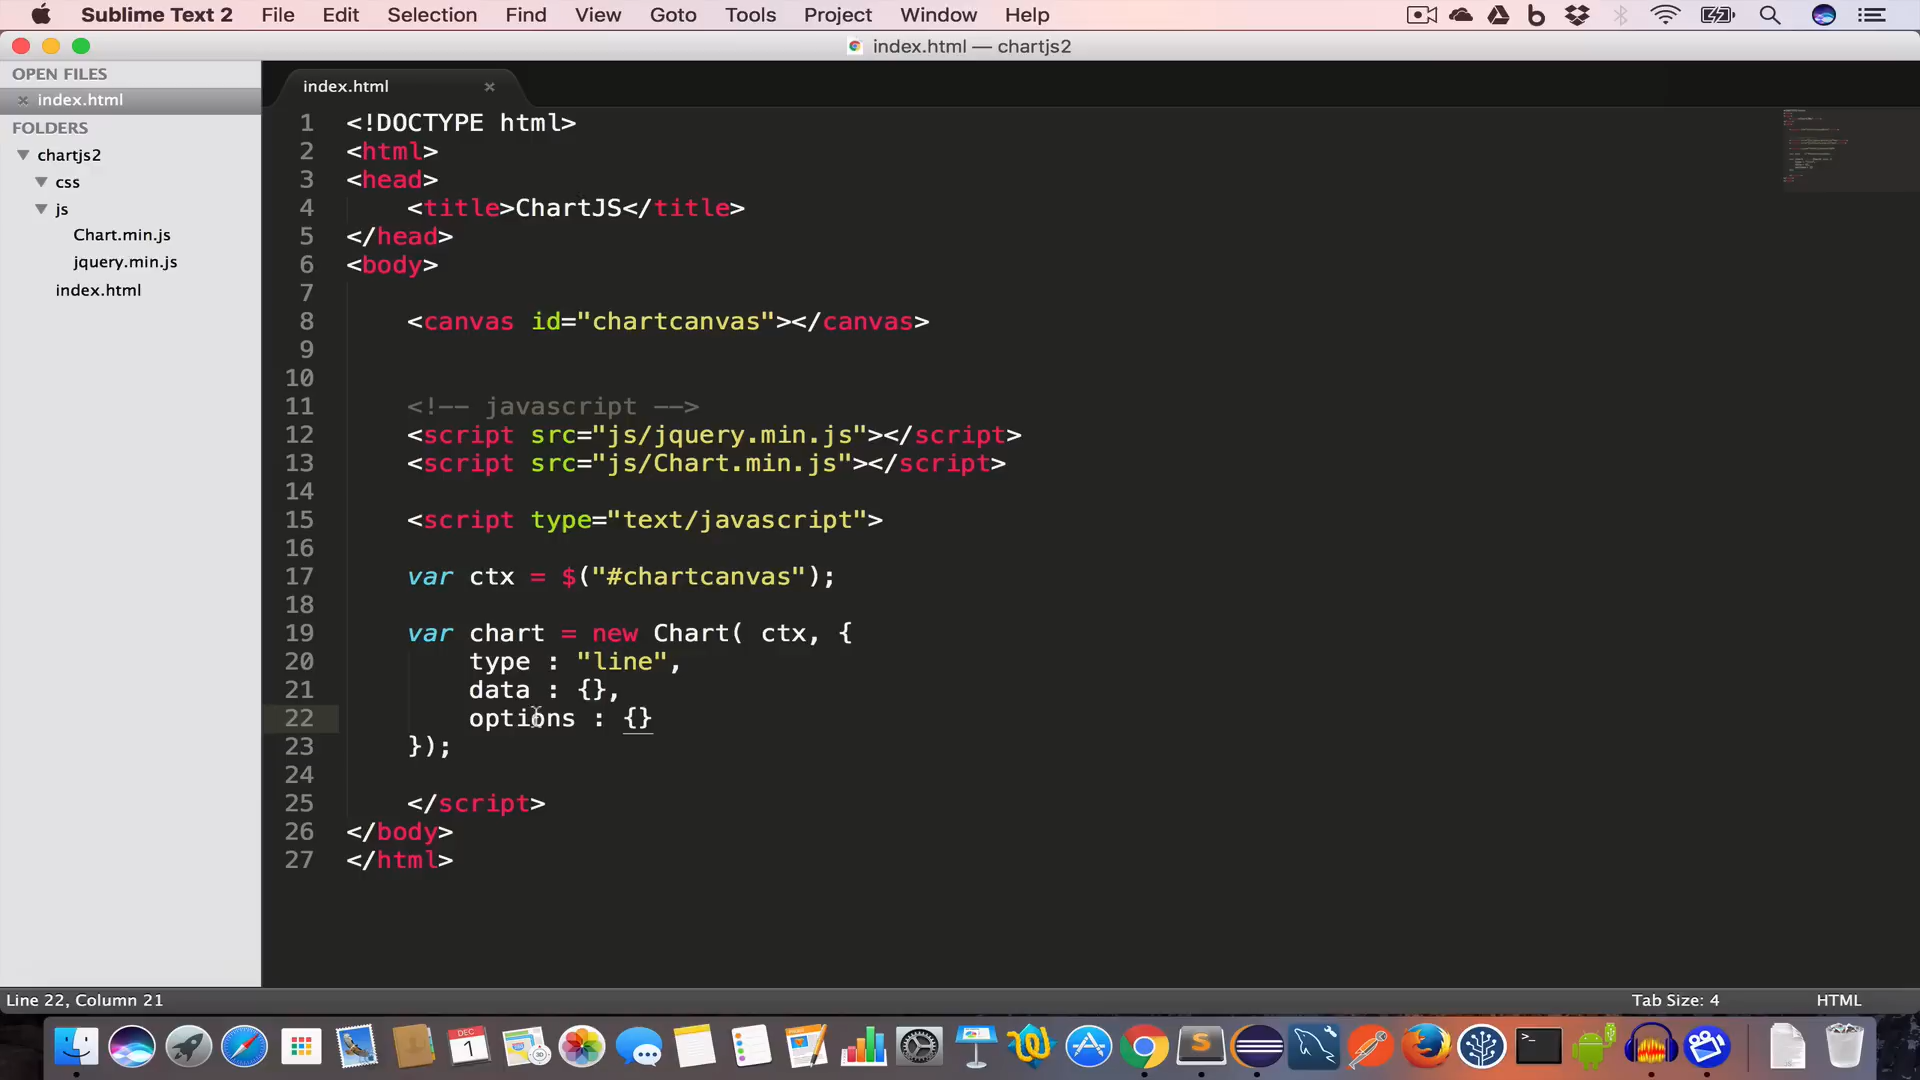 Sublime Text 2 File Edit Selection Find View Goto Tools Project Window Help
index.html — chartjs2
OPEN FILES
index.html
FOLDERS
chartjs2
css
js
Chart.min.js
jquery.min.js
index.html
index.html
1 <!DOCTYPE html>
2 <html>
3 <head>
4 <title>ChartJS</title>
5 </head>
6 <body>
7
8 <canvas id="chartcanvas"></canvas>
9
10
11 <!-- javascript -->
12 <script src="js/jquery.min.js"></script>
13 <script src="js/Chart.min.js"></script>
14
15 <script type="text/javascript">
16
17 var ctx = $("#chartcanvas");
18
19 var chart = new Chart( ctx, {
20 type : "line",
21 data : {},
22 options : {}
23 });
24
25 </script>
26 </body>
27 </html>
Line 22, Column 21
Tab Size: 4 HTML
DEC
1